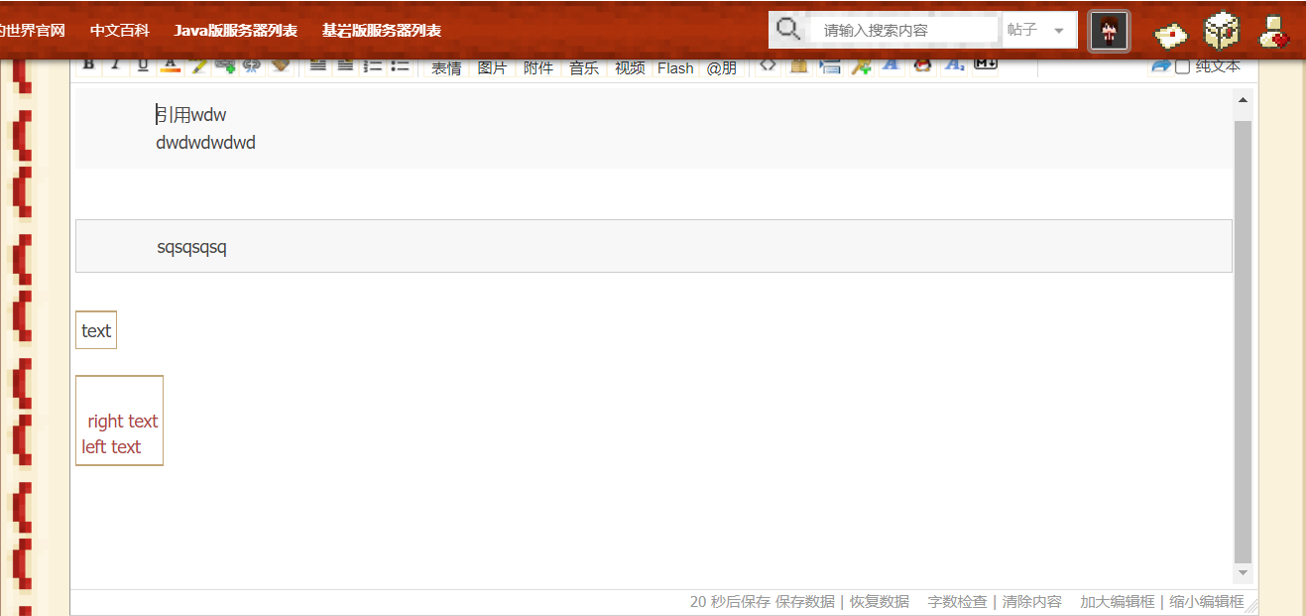 的世界官网 中文百科 Java版服务器列表 基岩版服务器列表 请输入搜索内容 帖子
B I U A 表情 图片 附件 音乐 视频 Flash @朋 <> A A M 纯文本
引用wdw
dwdwdwdwd
sqsqsqsq
text
right text
left text
20 秒后保存 保存数据 | 恢复数据 字数检查 | 清除内容 加大编辑框 | 缩小编辑框